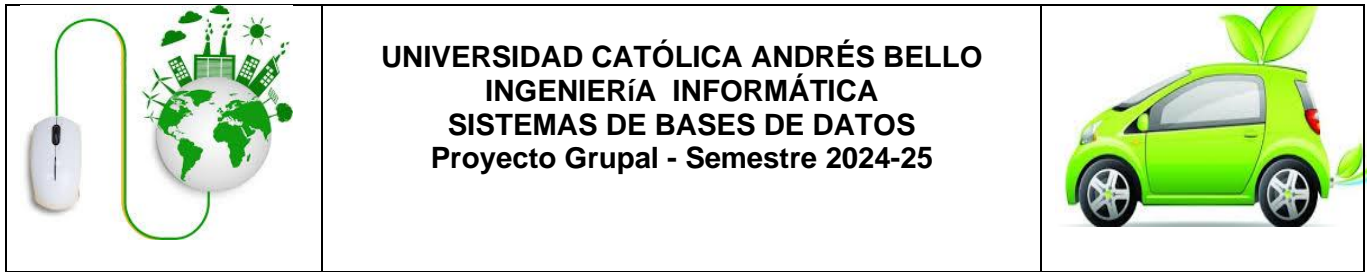 UNIVERSIDAD CATÓLICA ANDRÉS BELLO
INGENIERíA INFORMÁTICA
SISTEMAS DE BASES DE DATOS
Proyecto Grupal - Semestre 2024-25